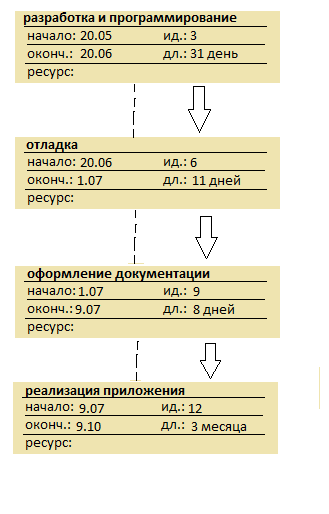 разработка и программирование
начало: 20.05 ид.: 3
оконч.: 20.06 дл.: 31 день
ресурс:
отладка
начало: 20.06 ид.: 6
оконч.: 1.07 дл.: 11 дней
ресурс:
оформление документации
начало: 1.07 ид.: 9
оконч.: 9.07 дл.: 8 дней
ресурс:
реализация приложения
начало: 9.07 ид.: 12
оконч.: 9.10 дл.: 3 месяца
ресурс: